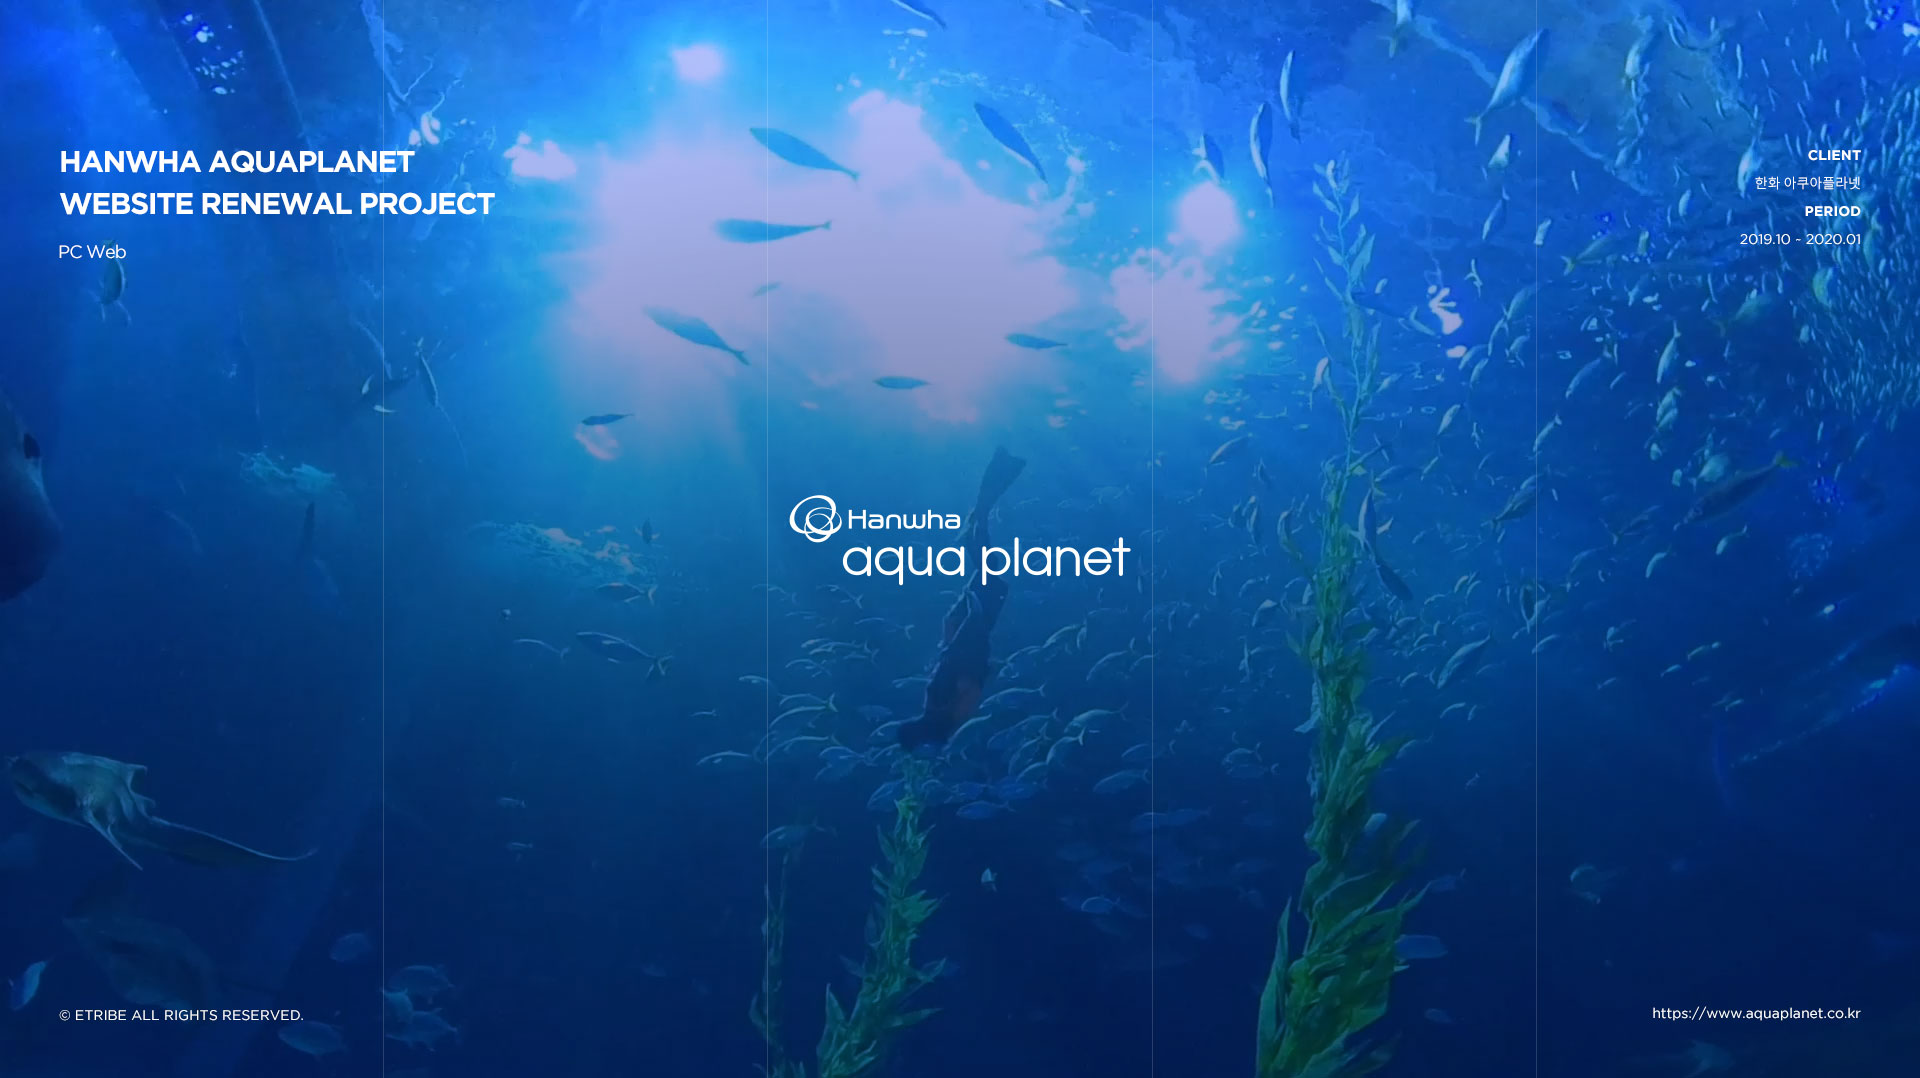 HANWHA AQUAPLANET
WEBSITE RENEWAL PROJECT
PC Web
CLIENT
한화 아쿠아플라넷
PERIOD
2019.10 ~ 2020.01
Hanwha
aqua planet
© ETRIBE ALL RIGHTS RESERVED.
https://www.aquaplanet.co.kr